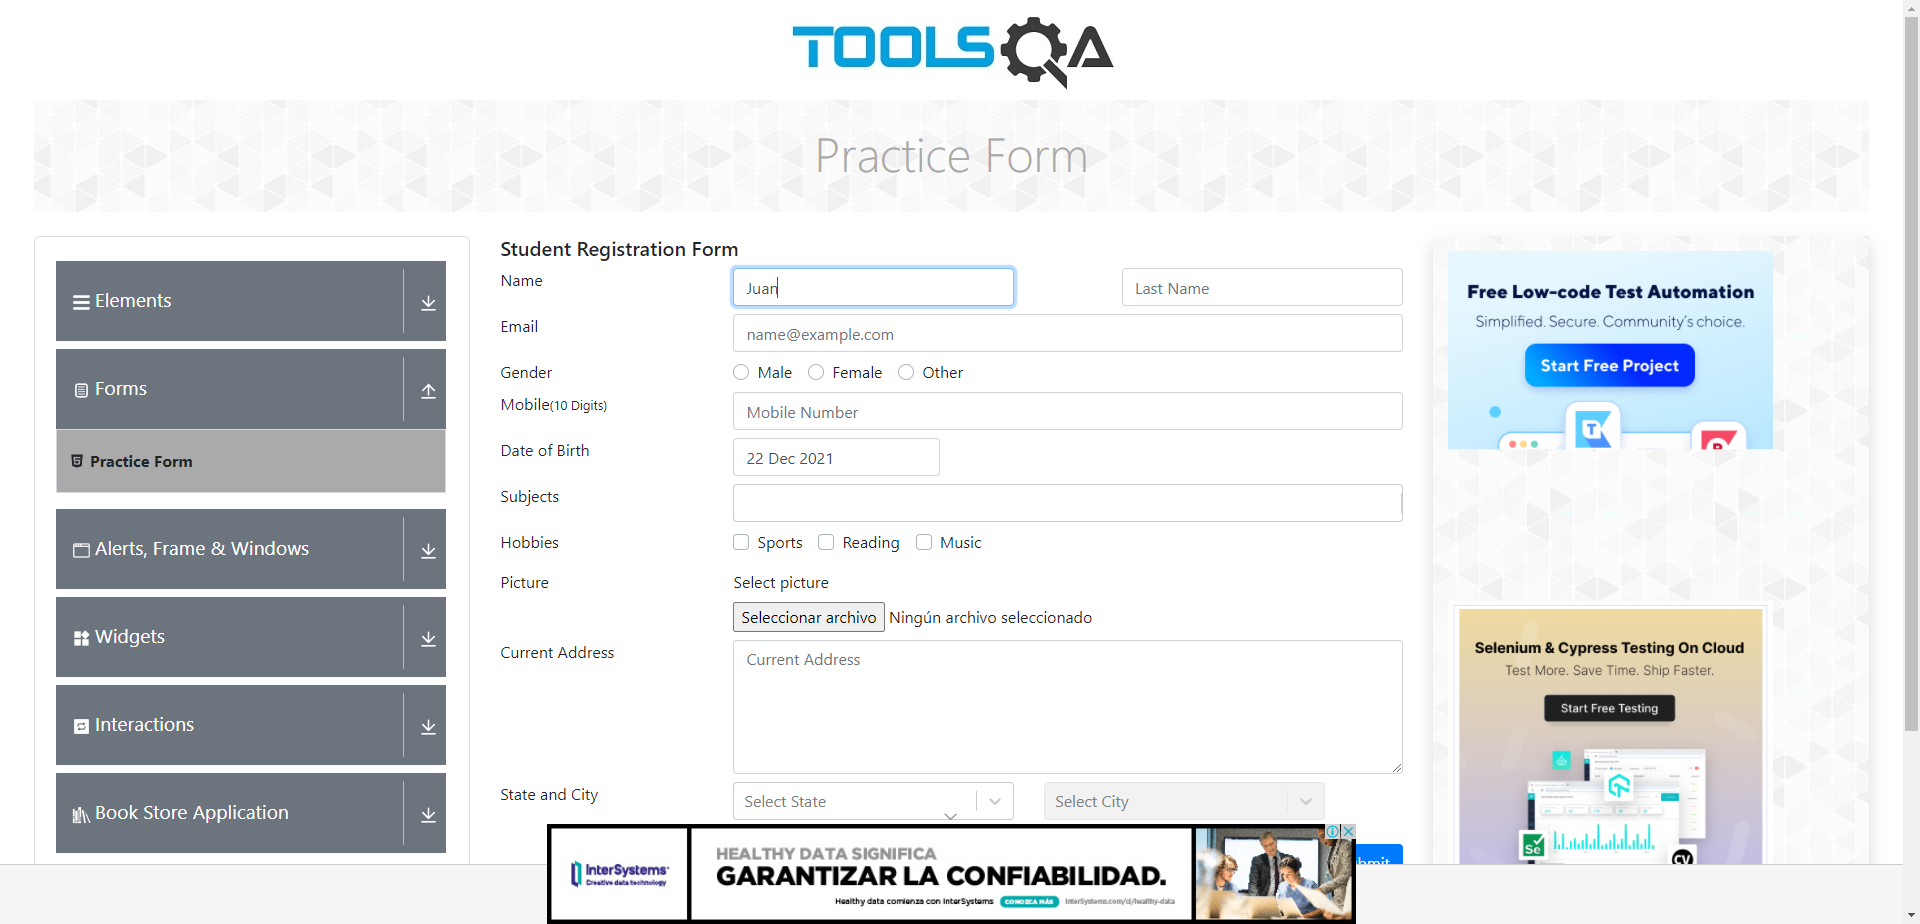 TOOLSQA
Practice Form
Elements
Forms
Practice Form
Alerts, Frame & Windows
Widgets
Interactions
Book Store Application
Student Registration Form
Name
Juan
Last Name
Email
name@example.com
Gender
Male
Female
Other
Mobile(10 Digits)
Mobile Number
Date of Birth
22 Dec 2021
Subjects
Hobbies
Sports
Reading
Music
Picture
Select picture
Seleccionar archivo Ningún archivo seleccionado
Current Address
Current Address
State and City
Select State
Select City
Free Low-code Test Automation
Simplified. Secure. Community's choice.
Start Free Project
T
Selenium & Cypress Testing On Cloud
Test More. Save Time. Ship Faster.
Start Free Testing
Se
CV
InterSystems
Creative data technology
HEALTHY DATA SIGNIFICA
GARANTIZAR LA CONFIABILIDAD.
Healthy data comienza con InterSystems CONOZCA MÁS InterSystems.com/cl/healthy-data